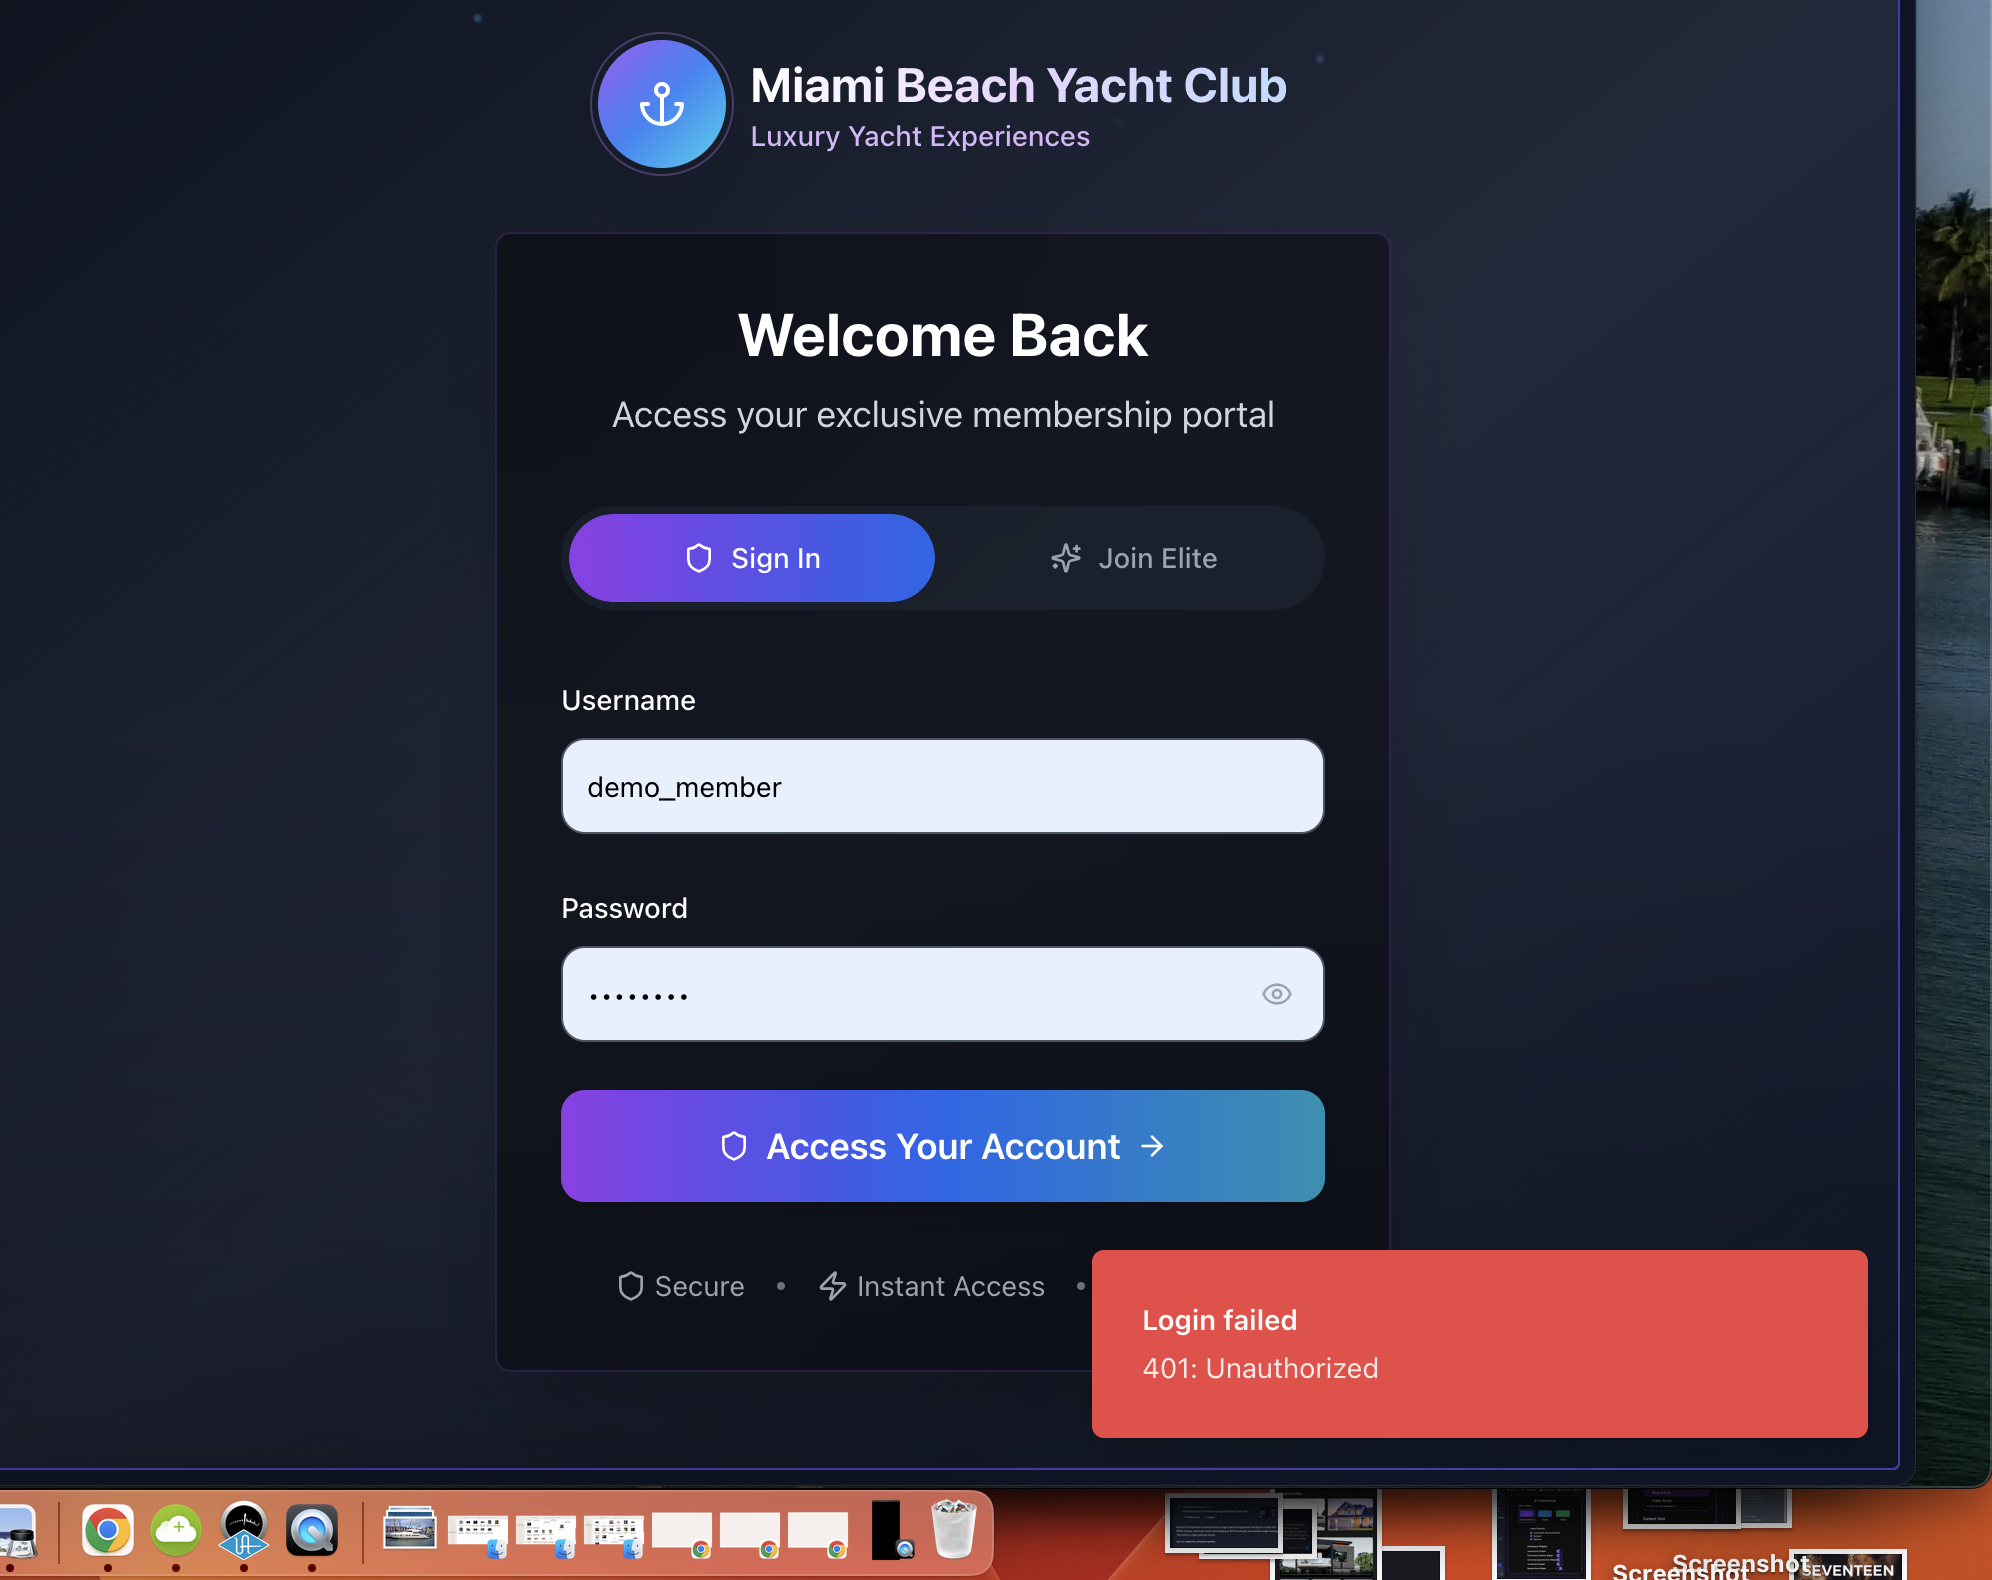 Miami Beach Yacht Club
Luxury Yacht Experiences
Welcome Back
Access your exclusive membership portal
Sign In
Join Elite
Username
demo_member
Password
Access Your Account
Secure • Instant Access •
Login failed
401: Unauthorized
Screenshot
Screenshot
SEVENTEEN